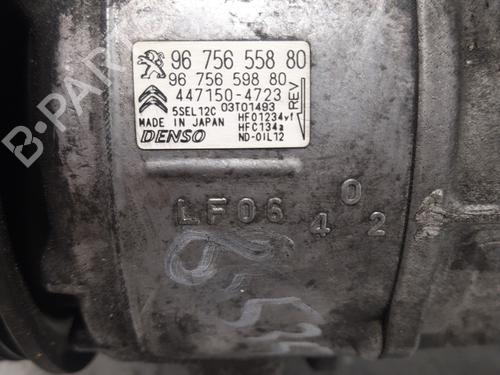 96 756 558 80
96 756 598 80
447150-4723
5SEL12C 03T01493
MADE IN JAPAN HFO1234yf
DENSO HFC134a
ND-OIL12
REV
LF06 0
4 2
B-PARTS